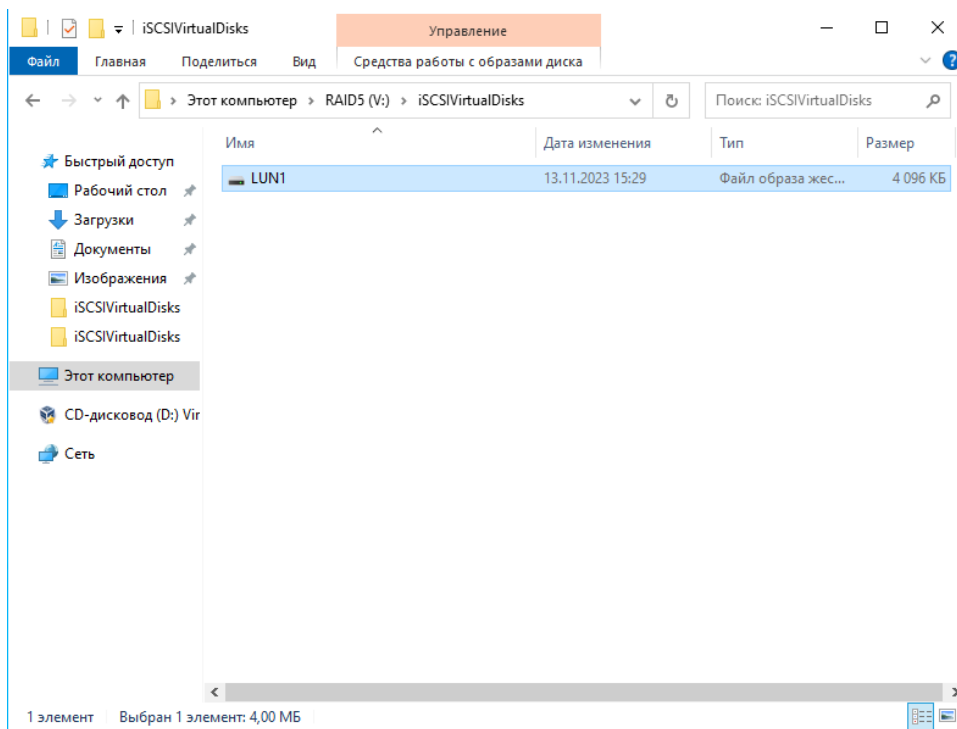 iSCSIVirtualDisks
Управление
Файл Главная Поделиться Вид Средства работы с образами диска
Этот компьютер > RAID5 (V:) > iSCSIVirtualDisks
Поиск: iSCSIVirtualDisks
Имя Дата изменения Тип Размер
LUN1 13.11.2023 15:29 Файл образа жес... 4 096 КБ
Быстрый доступ
Рабочий стол
Загрузки
Документы
Изображения
iSCSIVirtualDisks
iSCSIVirtualDisks
Этот компьютер
CD-дисковод (D:) Vir
Сеть
1 элемент Выбран 1 элемент: 4,00 МБ